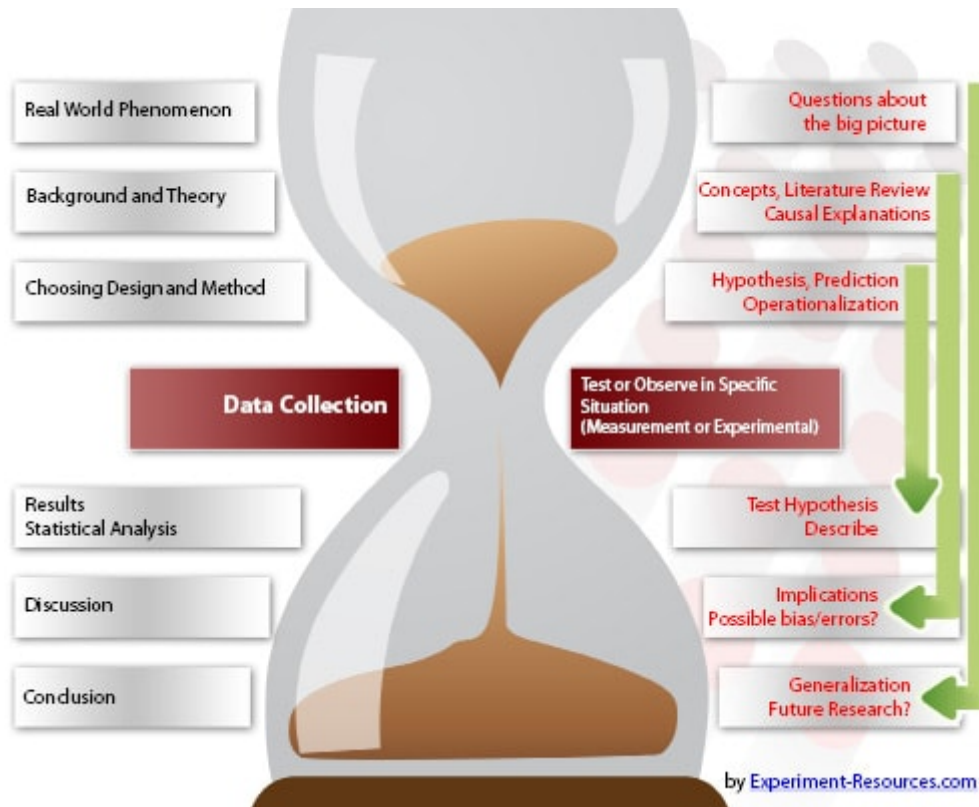 Real World Phenomenon
Questions about
the big picture
Background and Theory
Concepts, Literature Review
Causal Explanations
Choosing Design and Method
Hypothesis, Prediction
Operationalization
Data Collection
Test or Observe in Specific
Situation
(Measurement or Experimental)
Results
Statistical Analysis
Test Hypothesis
Describe
Discussion
Implications
Possible bias/errors?
Conclusion
Generalization
Future Research?
by Experiment-Resources.com